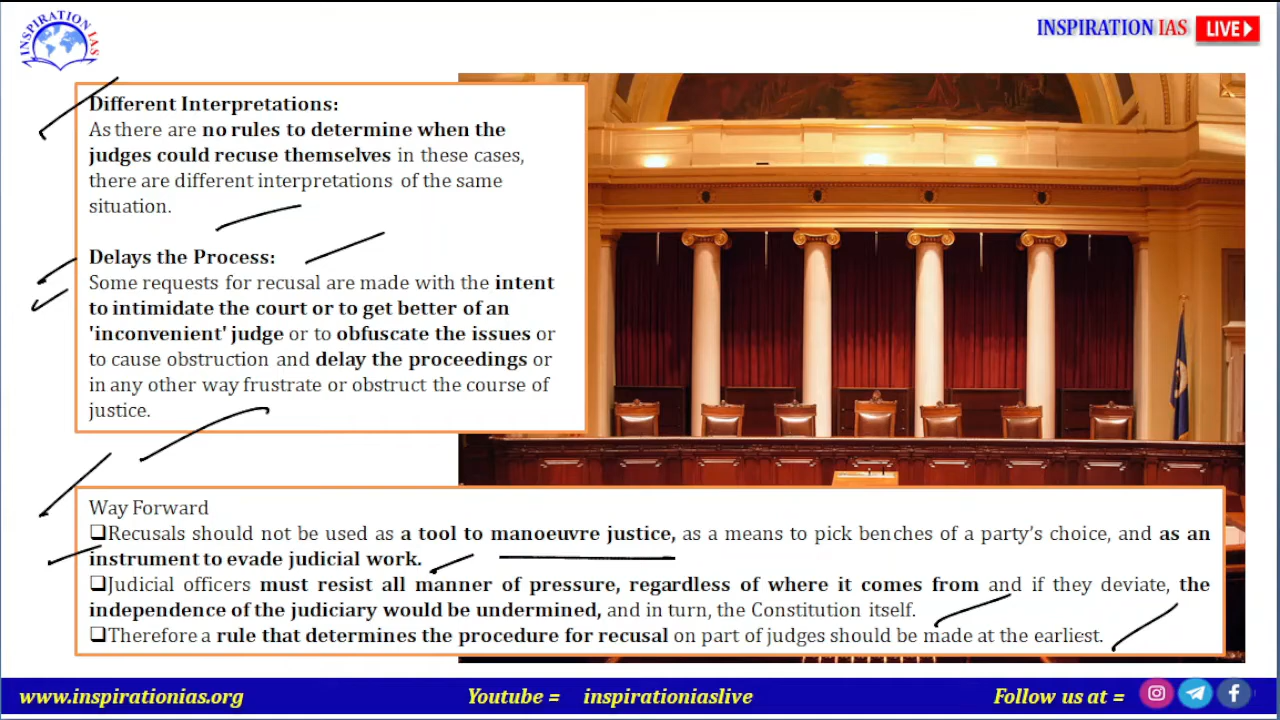 INSPIRATION IAS
INSPIRATION IAS LIVE
Different Interpretations:
As there are no rules to determine when the
judges could recuse themselves in these cases,
there are different interpretations of the same
situation.
Delays the Process:
Some requests for recusal are made with the intent
to intimidate the court or to get better of an
'inconvenient' judge or to obfuscate the issues or
to cause obstruction and delay the proceedings or
in any other way frustrate or obstruct the course of
justice.
Way Forward
❑Recusals should not be used as a tool to manoeuvre justice, as a means to pick benches of a party's choice, and as an
instrument to evade judicial work.
❑Judicial officers must resist all manner of pressure, regardless of where it comes from and if they deviate, the
independence of the judiciary would be undermined, and in turn, the Constitution itself.
❑Therefore a rule that determines the procedure for recusal on part of judges should be made at the earliest.
www.inspirationias.org Youtube = inspirationiaslive Follow us at =